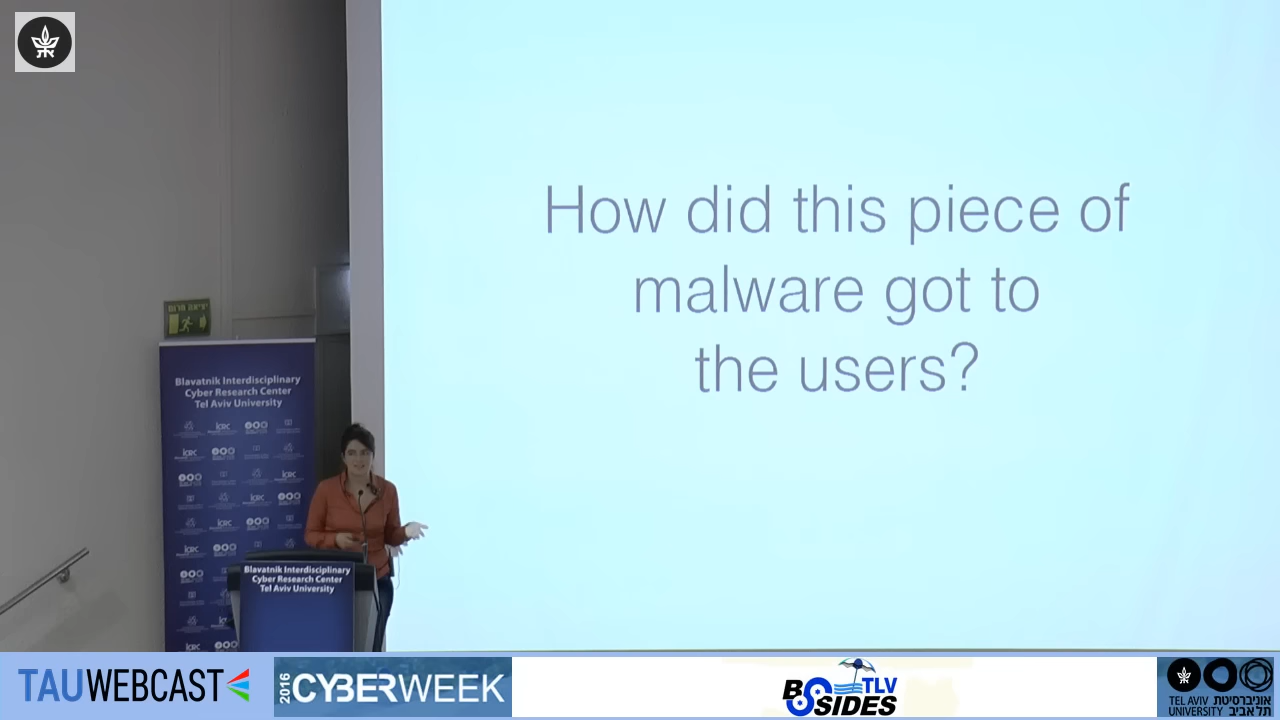 How did this piece of
malware got to
the users?
Blavatnik Interdisciplinary
Cyber Research Center
Tel Aviv University
Blavatnik Interdisciplinary
Cyber Research Center
Tel Aviv University
TAUWEBCAST
2016 CYBERWEEK
BSIDES TLV
TEL AVIV אוניברסיטת
UNIVERSITY תל אביב